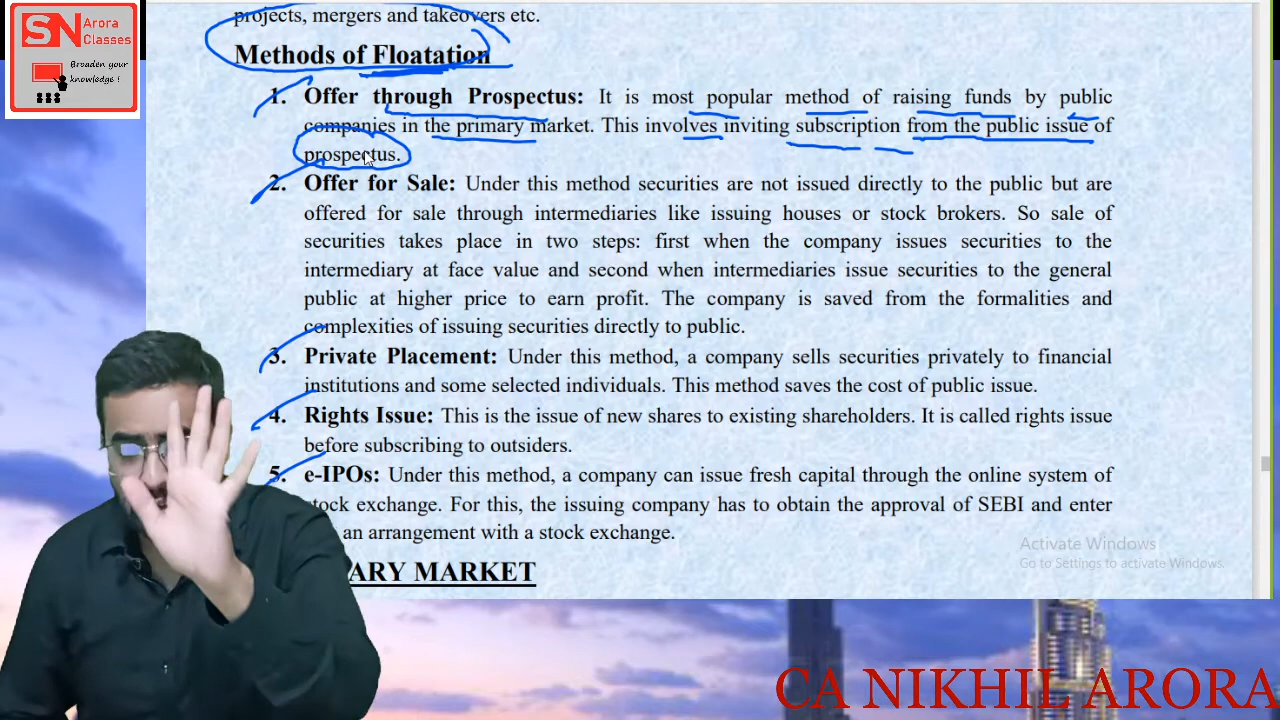 SN Arora
Classes
Broaden your
knowledge !
projects, mergers and takeovers etc.
Methods of Floatation
1. Offer through Prospectus: It is most popular method of raising funds by public
companies in the primary market. This involves inviting subscription from the public issue of
prospectus.
2. Offer for Sale: Under this method securities are not issued directly to the public but are
offered for sale through intermediaries like issuing houses or stock brokers. So sale of
securities takes place in two steps: first when the company issues securities to the
intermediary at face value and second when intermediaries issue securities to the general
public at higher price to earn profit. The company is saved from the formalities and
complexities of issuing securities directly to public.
3. Private Placement: Under this method, a company sells securities privately to financial
institutions and some selected individuals. This method saves the cost of public issue.
4. Rights Issue: This is the issue of new shares to existing shareholders. It is called rights issue
before subscribing to outsiders.
5. e-IPOs: Under this method, a company can issue fresh capital through the online system of
stock exchange. For this, the issuing company has to obtain the approval of SEBI and enter
an arrangement with a stock exchange.
ARY MARKET
Activate Windows
Go to Settings to activate Windows.
CA NIKHIL ARORA